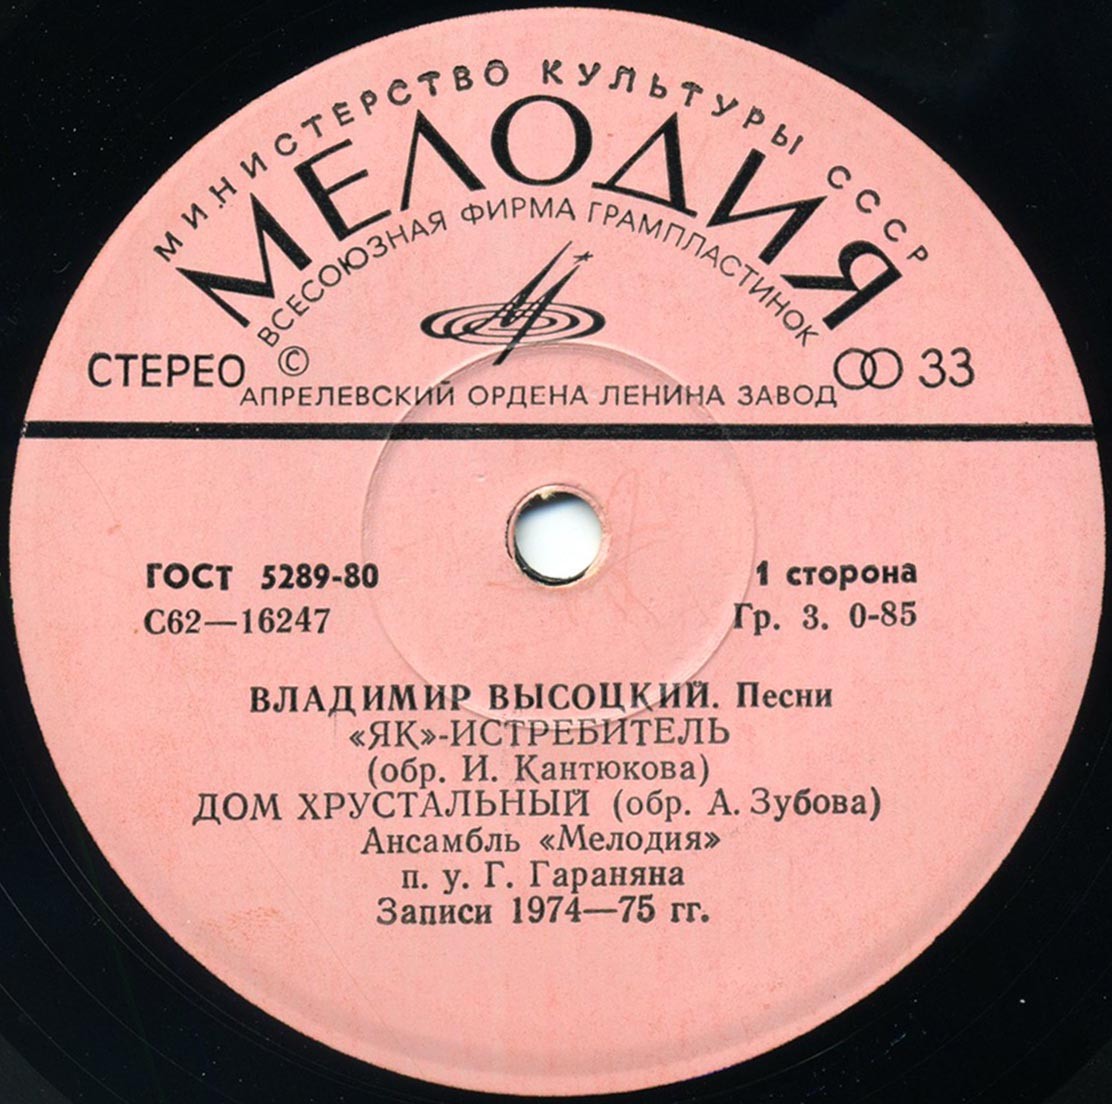 МИНИСТЕРСТВО КУЛЬТУРЫ СССР
МЕЛОДИЯ
ВСЕСОЮЗНАЯ ФИРМА ГРАМПЛАСТИНОК
СТЕРЕО © 33
АПРЕЛЕВСКИЙ ОРДЕНА ЛЕНИНА ЗАВОД
ГОСТ 5289-80 1 сторона
С62—16247 Гр. 3. 0-85
ВЛАДИМИР ВЫСОЦКИЙ. Песни
«ЯК»-ИСТРЕБИТЕЛЬ
(обр. И. Кантюкова)
ДОМ ХРУСТАЛЬНЫЙ (обр. А. Зубова)
Ансамбль «Мелодия»
п. у. Г. Гараняна
Записи 1974—75 гг.